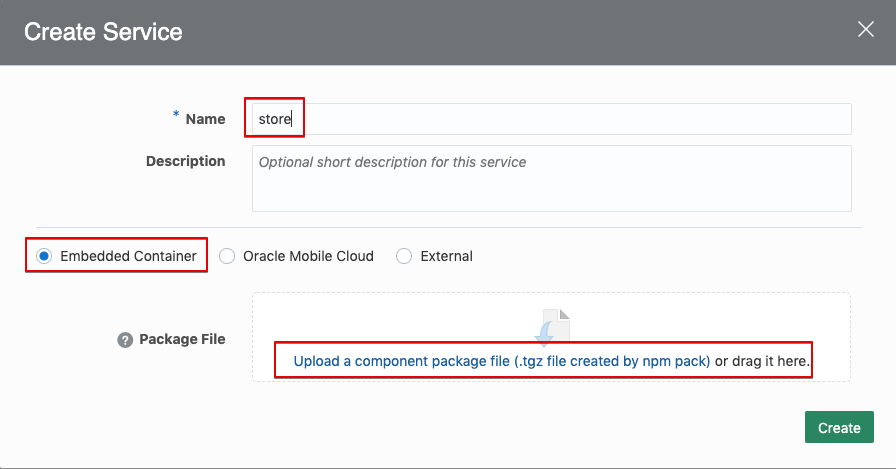 Create Service
* Name
store
Description
Optional short description for this service
Embedded Container
Oracle Mobile Cloud
External
? Package File
Upload a component package file (.tgz file created by npm pack) or drag it here.
Create